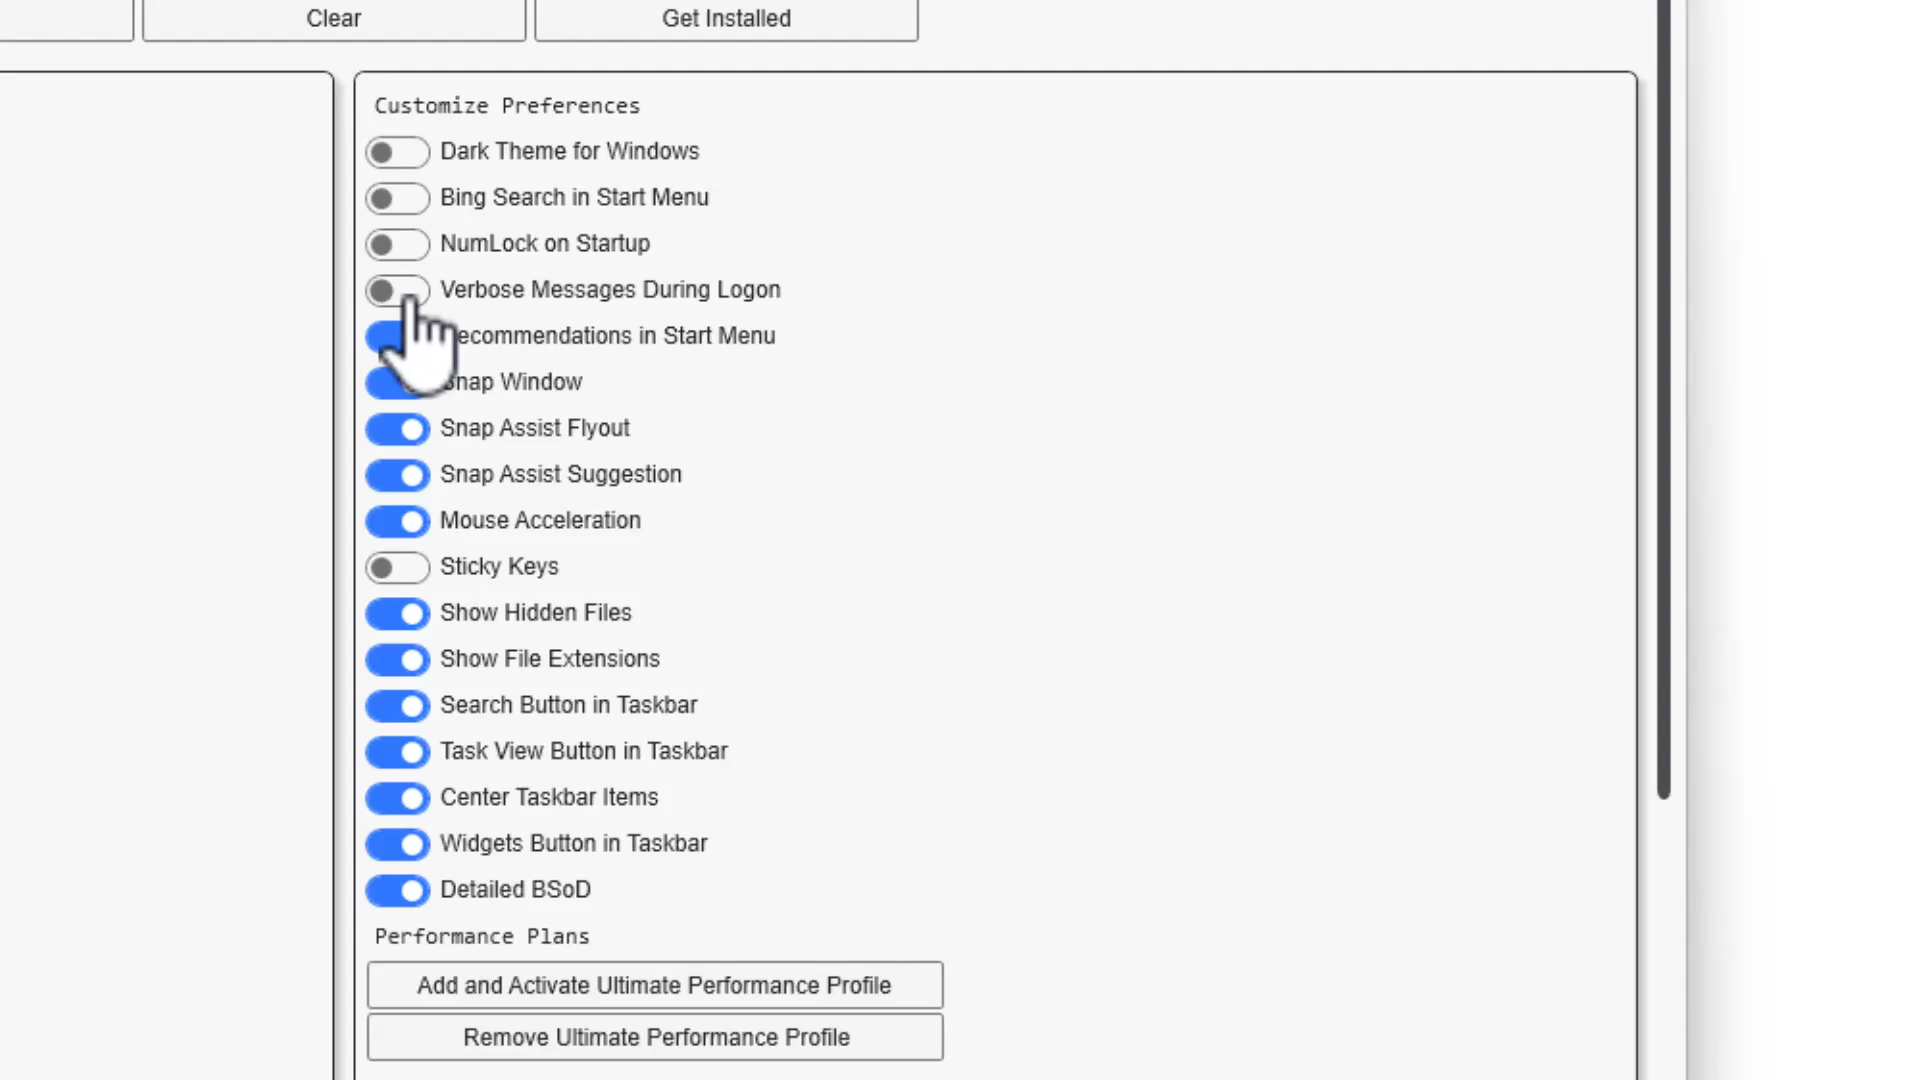 Clear
Get Installed
Customize Preferences
Dark Theme for Windows
Bing Search in Start Menu
NumLock on Startup
Verbose Messages During Logon
ecommendations in Start Menu
nap Window
Snap Assist Flyout
Snap Assist Suggestion
Mouse Acceleration
Sticky Keys
Show Hidden Files
Show File Extensions
Search Button in Taskbar
Task View Button in Taskbar
Center Taskbar Items
Widgets Button in Taskbar
Detailed BSoD
Performance Plans
Add and Activate Ultimate Performance Profile
Remove Ultimate Performance Profile